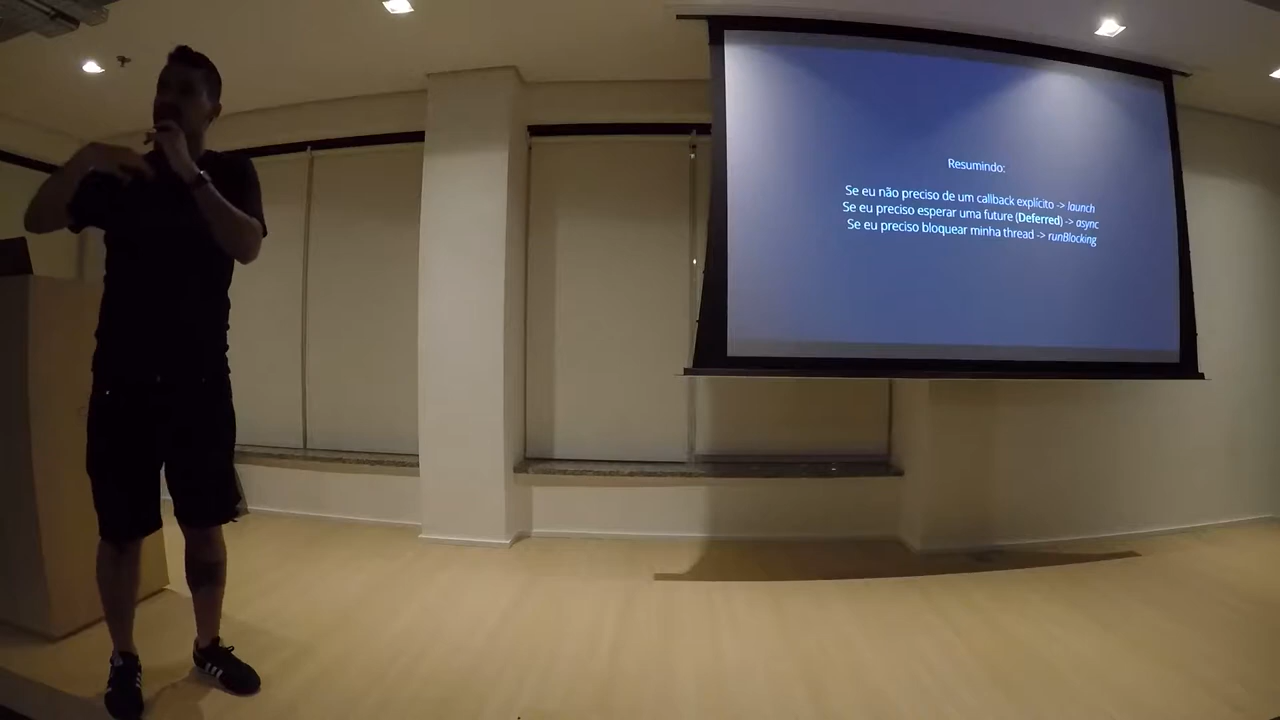 Resumindo:
Se eu não preciso de um callback explícito -> launch
Se eu preciso esperar uma future (Deferred) -> async
Se eu preciso bloquear minha thread -> runBlocking